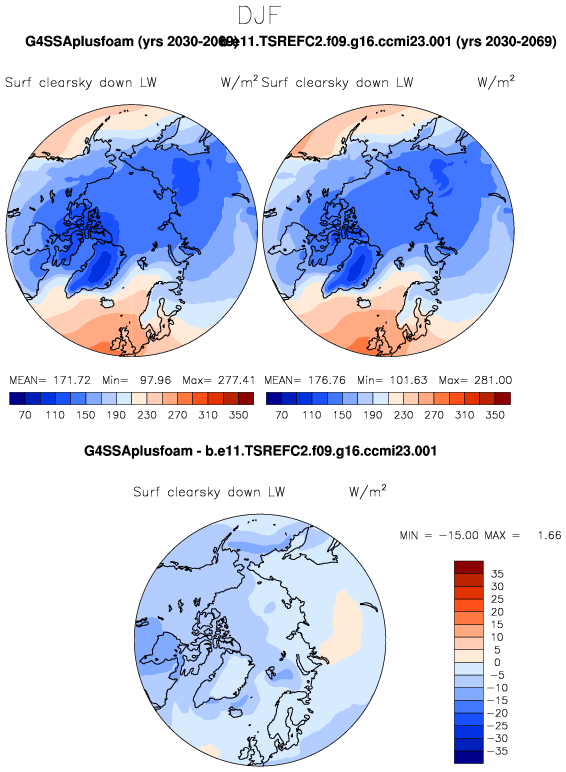 DJF
G4SSAplusfoam (yrs 2030-2069) b.e11.TSREFC2.f09.g16.ccmi23.001 (yrs 2030-2069)
Surf clearsky down LW W/m² Surf clearsky down LW W/m²
MEAN= 171.72 Min= 97.96 Max= 277.41 MEAN= 176.76 Min= 101.63 Max= 281.00
70 110 150 190 230 270 310 350 70 110 150 190 230 270 310 350
G4SSAplusfoam - b.e11.TSREFC2.f09.g16.ccmi23.001
Surf clearsky down LW W/m²
MIN = -15.00 MAX = 1.66
35
30
25
20
15
10
5
0
-5
-10
-15
-20
-25
-30
-35